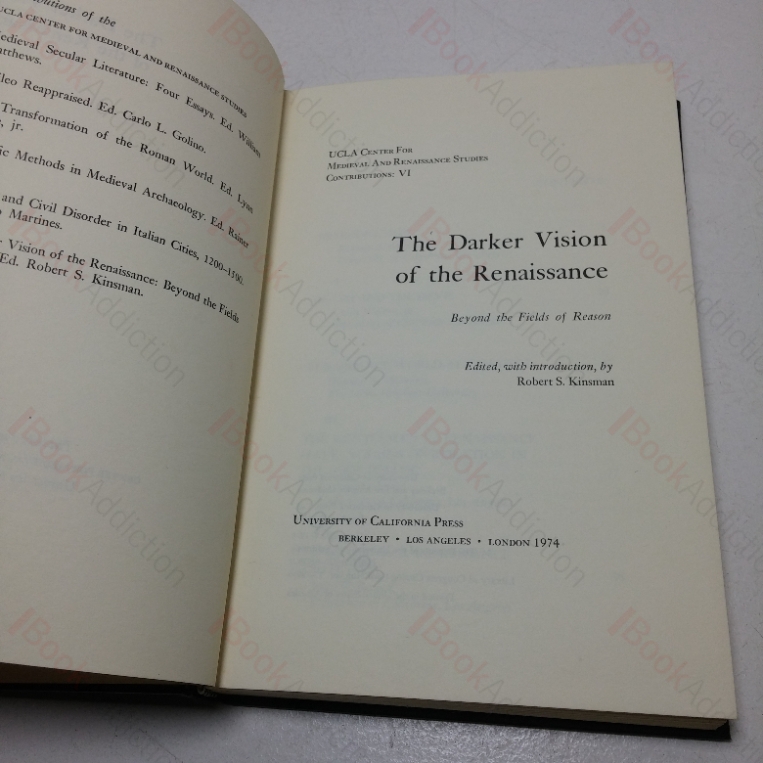 ibutions of the
UCLA CENTER FOR MEDIEVAL AND RENAISSANCE STUDIES
edieval Secular Literature: Four Essays. Ed. William
atthews.
leo Reappraised. Ed. Carlo L. Golino.
Transformation of the Roman World. Ed. Lynn
, jr.
ic Methods in Medieval Archaeology. Ed. Rainer
and Civil Disorder in Italian Cities, 1200–1500.
Martines.
r Vision of the Renaissance: Beyond the Fields
Ed. Robert S. Kinsman.
UCLA Center For
Medieval And Renaissance Studies
Contributions: VI
The Darker Vision
of the Renaissance
Beyond the Fields of Reason
Edited, with introduction, by
Robert S. Kinsman
University of California Press
BERKELEY • LOS ANGELES • LONDON 1974
BookAddiction